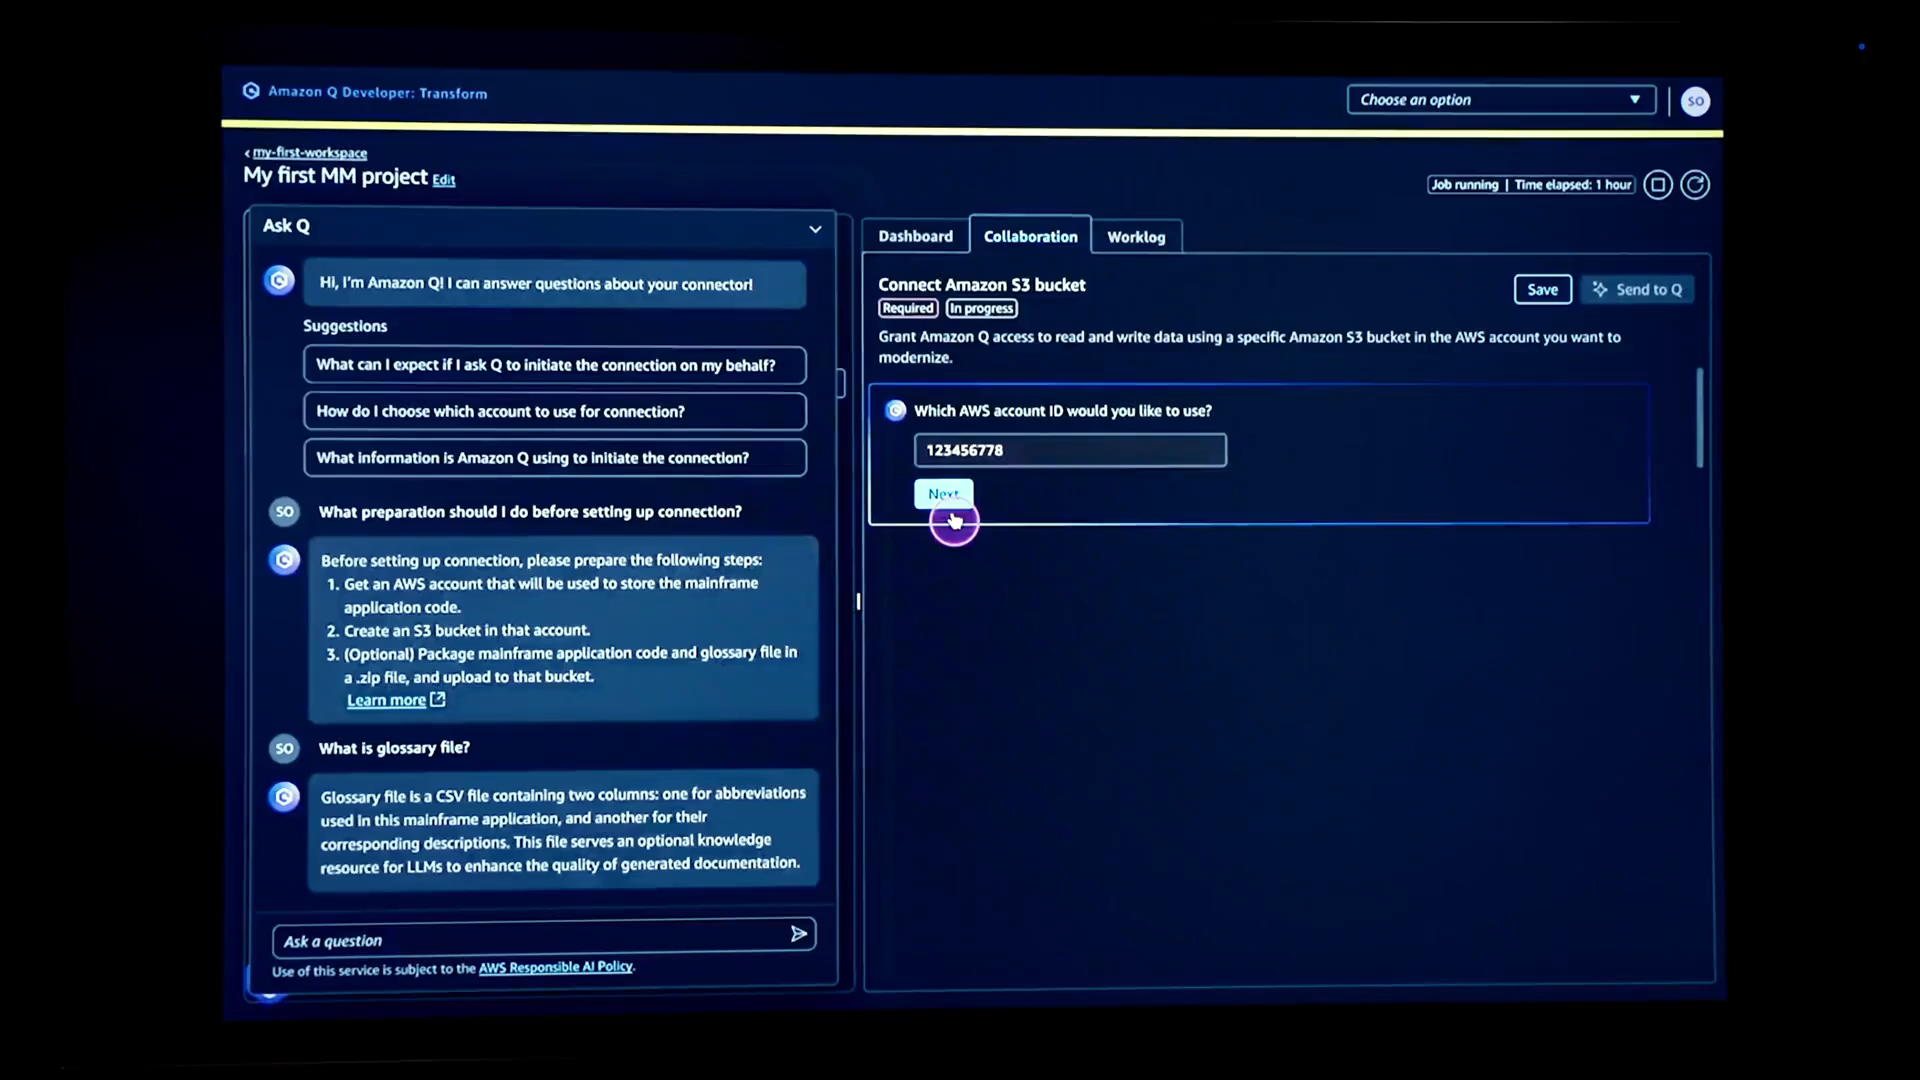 Amazon Q Developer: Transform
Choose an option
SO
my-first-workspace
My first MM project Edit
Job running | Time elapsed: 1 hour
Ask Q
Hi, I'm Amazon Q! I can answer questions about your connector!
Suggestions
What can I expect if I ask Q to initiate the connection on my behalf?
How do I choose which account to use for connection?
What information is Amazon Q using to initiate the connection?
SO What preparation should I do before setting up connection?
Before setting up connection, please prepare the following steps:
1. Get an AWS account that will be used to store the mainframe
application code.
2. Create an S3 bucket in that account.
3. (Optional) Package mainframe application code and glossary file in
a .zip file, and upload to that bucket.
Learn more
SO What is glossary file?
Glossary file is a CSV file containing two columns: one for abbreviations
used in this mainframe application, and another for their
corresponding descriptions. This file serves an optional knowledge
resource for LLMs to enhance the quality of generated documentation.
Ask a question
Use of this service is subject to the AWS Responsible AI Policy.
Dashboard Collaboration Worklog
Connect Amazon S3 bucket
Save Send to Q
Required In progress
Grant Amazon Q access to read and write data using a specific Amazon S3 bucket in the AWS account you want to
modernize.
Which AWS account ID would you like to use?
123456778
Next